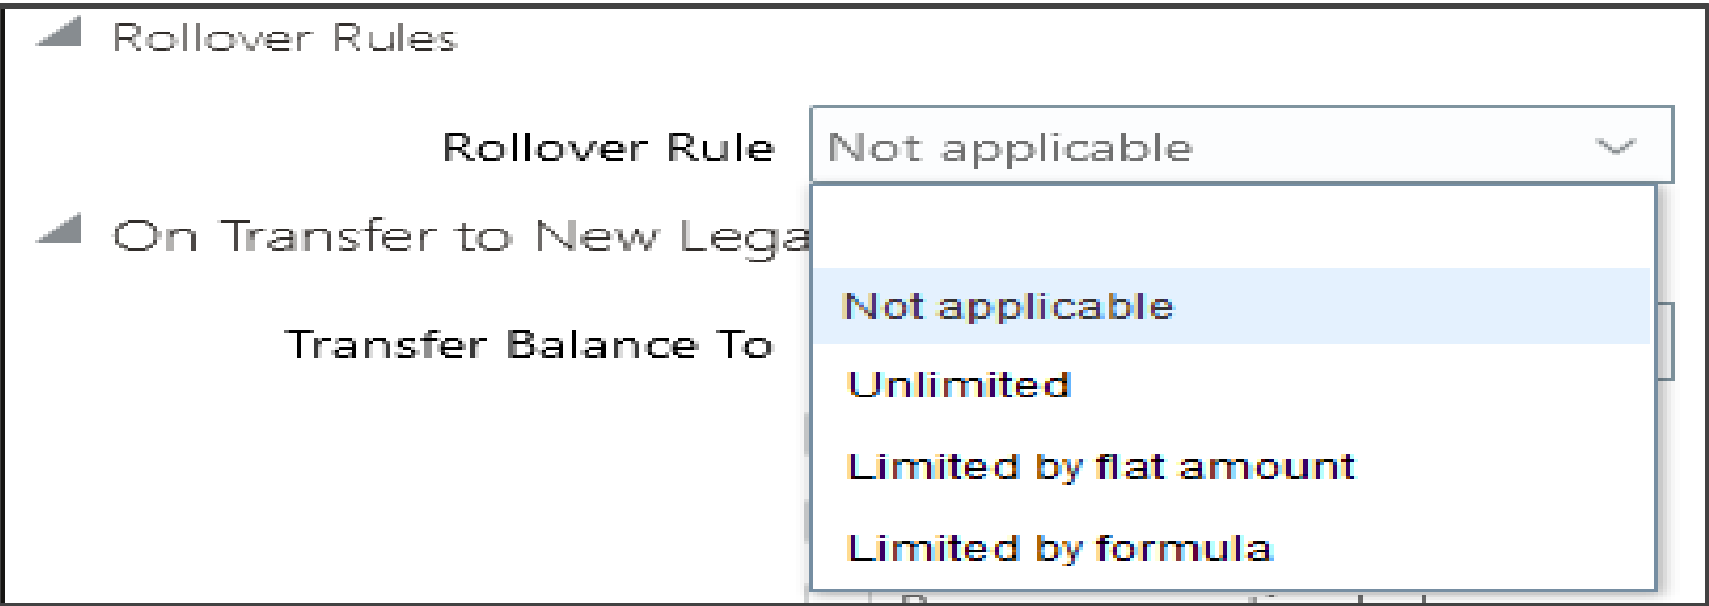 Rollover Rules
Rollover Rule Not applicable
On Transfer to New Lega
Not applicable
Transfer Balance To
Unlimited
Limited by flat amount
Limited by formula